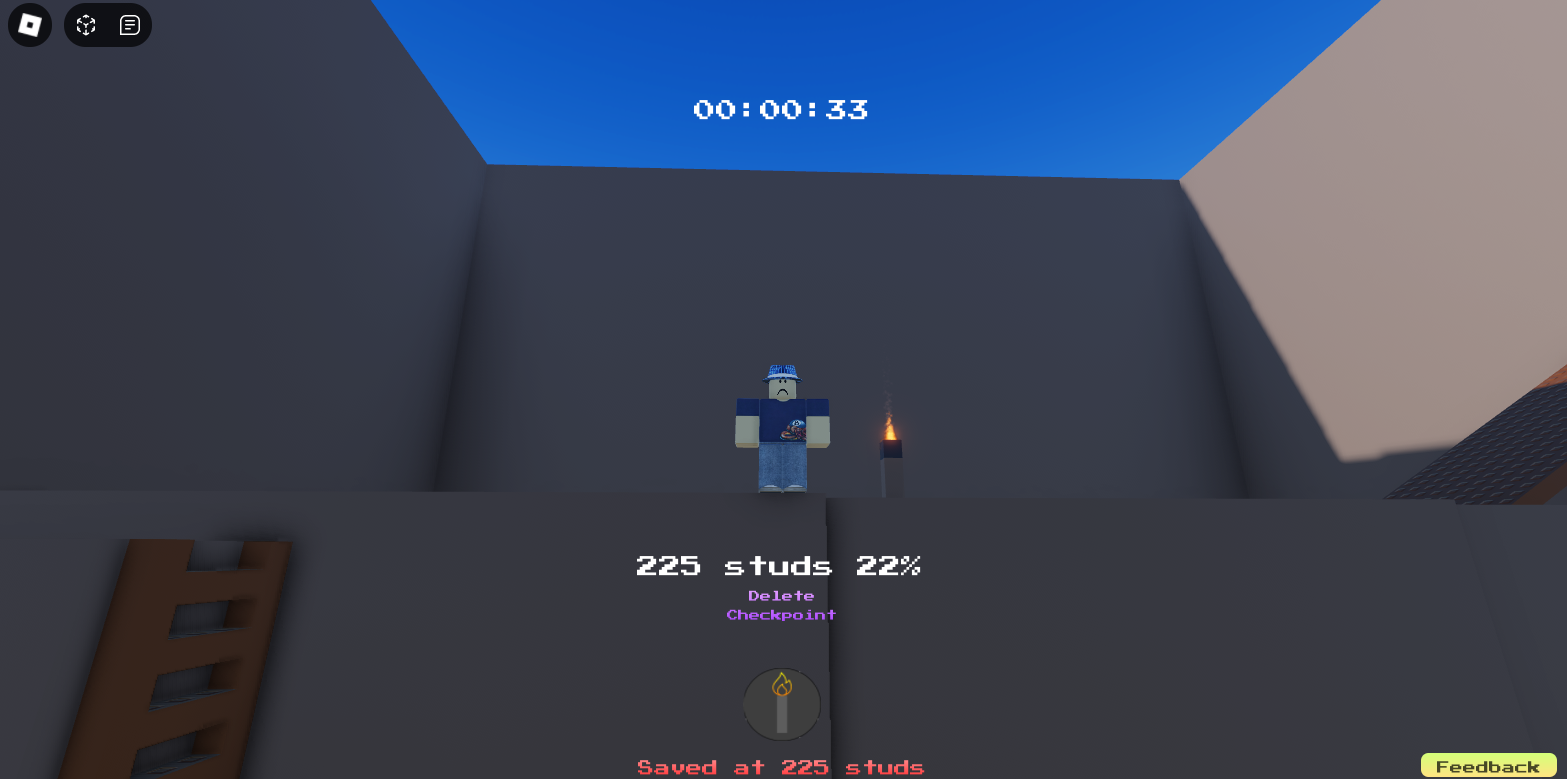 00:00:33
225 studs 22%
Delete
Checkpoint
Saved at 225 studs
Feedback